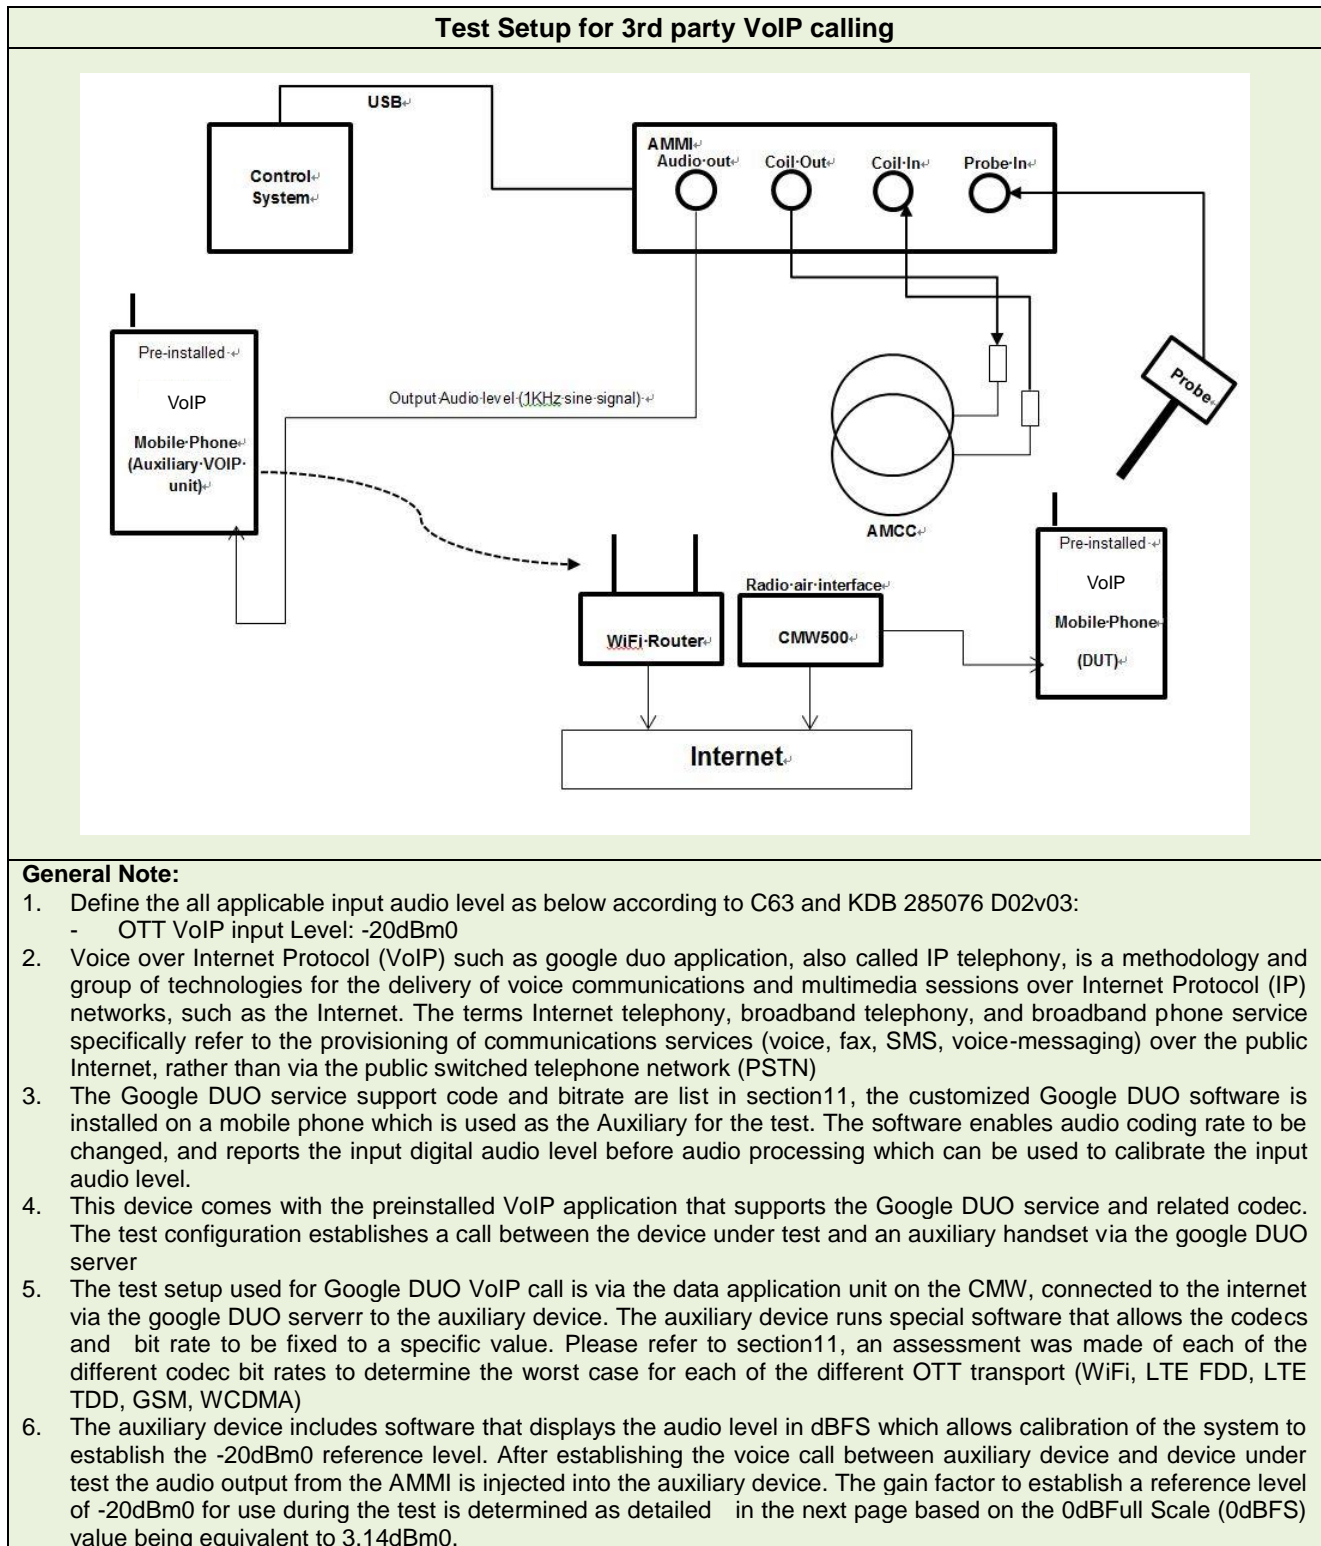 Test Setup for 3rd party VoIP calling
USB
Control
System
AMMI
Audio out
Coil Out
Coil In
Probe In
Pre-installed
VoIP
Mobile Phone
(Auxiliary VOIP
unit)
Output Audio level (1KHz sine signal)
Probe
AMCC
WiFi Router
Radio air interface
CMW500
Pre-installed
VoIP
Mobile Phone
(DUT)
Internet
General Note:
1. Define the all applicable input audio level as below according to C63 and KDB 285076 D02v03:
- OTT VoIP input Level: -20dBm0
2. Voice over Internet Protocol (VoIP) such as google duo application, also called IP telephony, is a methodology and
group of technologies for the delivery of voice communications and multimedia sessions over Internet Protocol (IP)
networks, such as the Internet. The terms Internet telephony, broadband telephony, and broadband phone service
specifically refer to the provisioning of communications services (voice, fax, SMS, voice-messaging) over the public
Internet, rather than via the public switched telephone network (PSTN)
3. The Google DUO service support code and bitrate are list in section11, the customized Google DUO software is
installed on a mobile phone which is used as the Auxiliary for the test. The software enables audio coding rate to be
changed, and reports the input digital audio level before audio processing which can be used to calibrate the input
audio level.
4. This device comes with the preinstalled VoIP application that supports the Google DUO service and related codec.
The test configuration establishes a call between the device under test and an auxiliary handset via the google DUO
server
5. The test setup used for Google DUO VoIP call is via the data application unit on the CMW, connected to the internet
via the google DUO serverr to the auxiliary device. The auxiliary device runs special software that allows the codecs
and bit rate to be fixed to a specific value. Please refer to section11, an assessment was made of each of the
different codec bit rates to determine the worst case for each of the different OTT transport (WiFi, LTE FDD, LTE
TDD, GSM, WCDMA)
6. The auxiliary device includes software that displays the audio level in dBFS which allows calibration of the system to
establish the -20dBm0 reference level. After establishing the voice call between auxiliary device and device under
test the audio output from the AMMI is injected into the auxiliary device. The gain factor to establish a reference level
of -20dBm0 for use during the test is determined as detailed in the next page based on the 0dBFull Scale (0dBFS)
value being equivalent to 3.14dBm0.